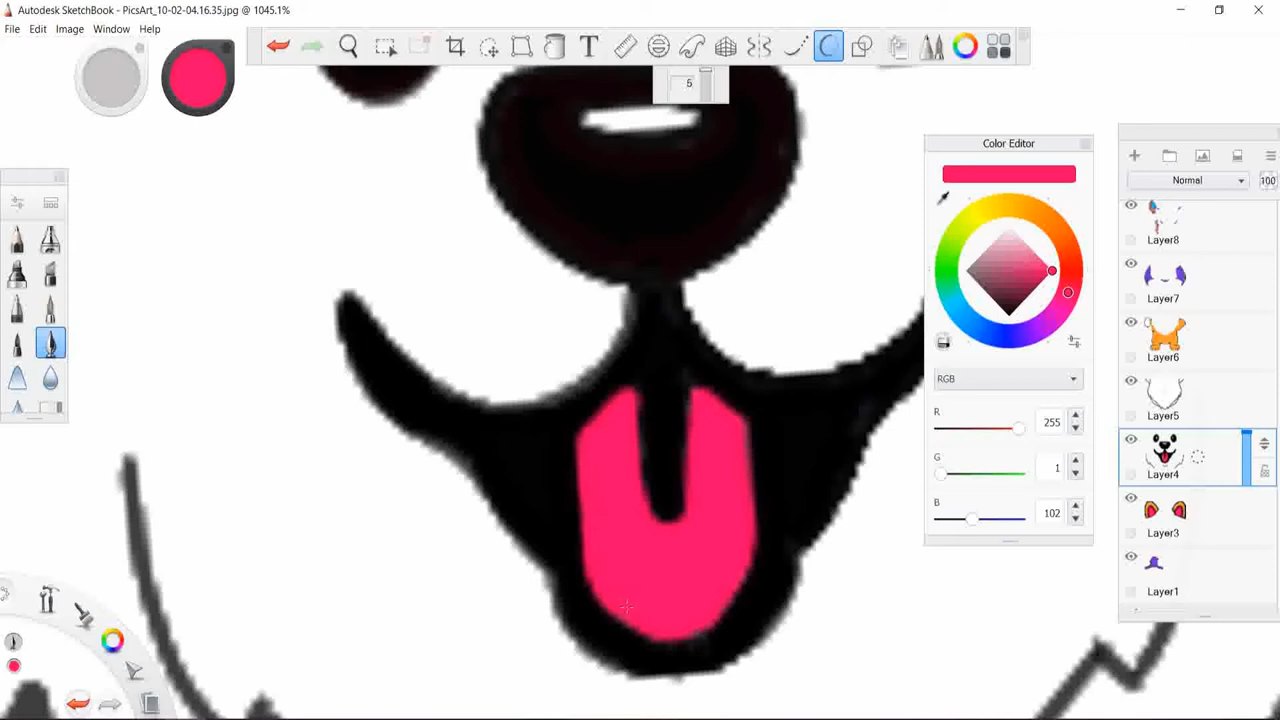 Autodesk SketchBook - PicsArt_10-02-04.16.35.jpg @ 1045.1%
File Edit Image Window Help
T
5
Color Editor
Normal 100
Layer8
Layer7
Layer6
RGB
Layer5
R 255
G 1
Layer4
B 102
Layer3
Layer1